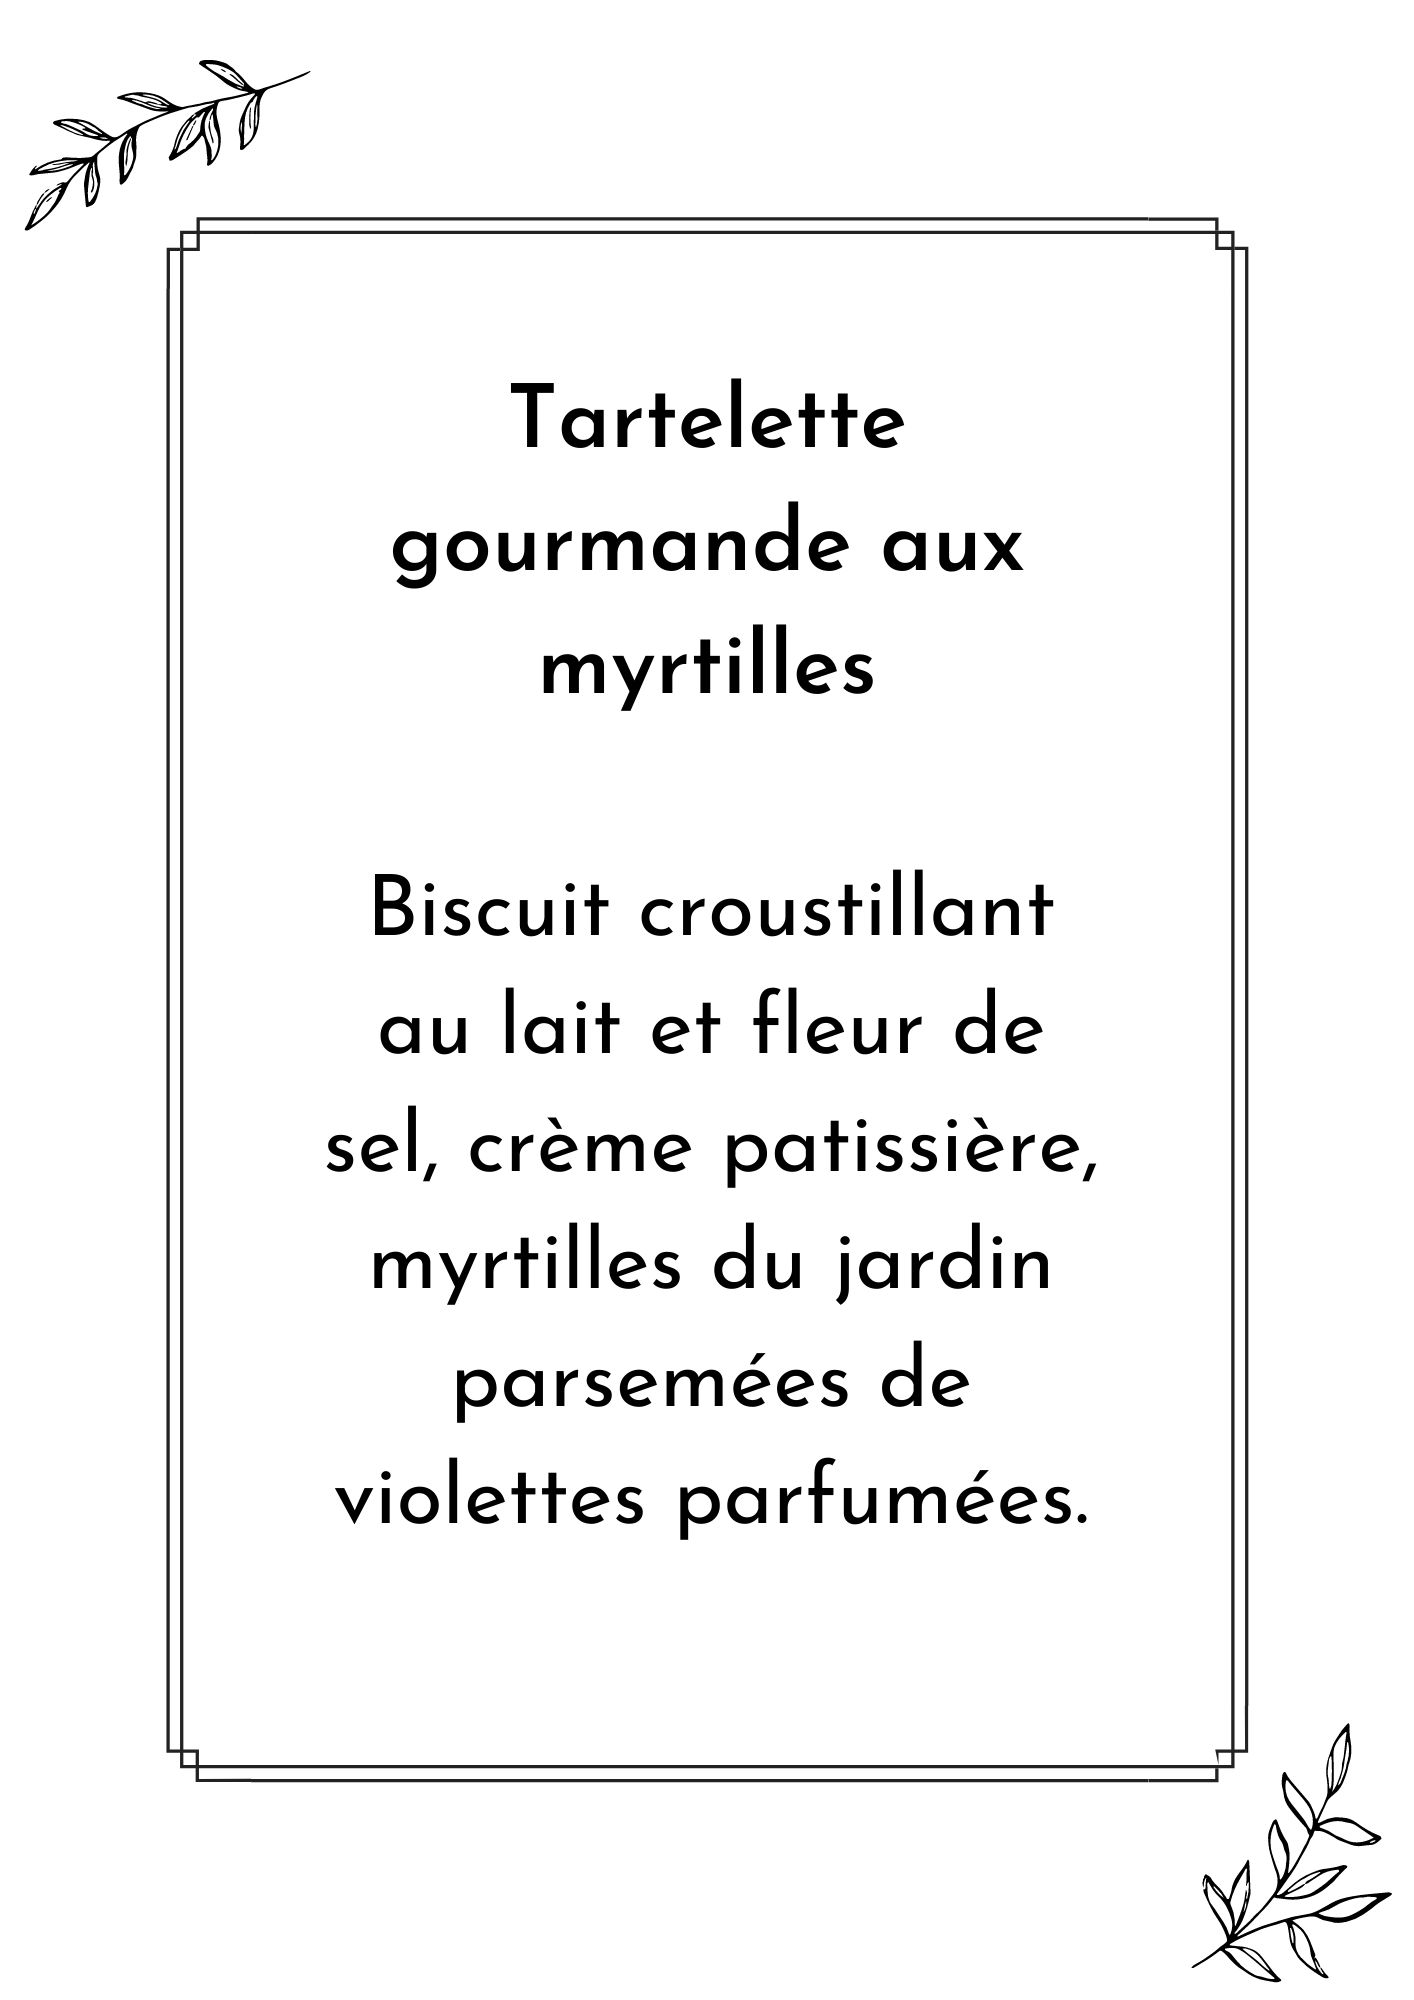 Tartelette
gourmande aux
myrtilles
Biscuit croustillant
au lait et fleur de
sel, crème patissière,
myrtilles du jardin
parsemées de
violettes parfumées.